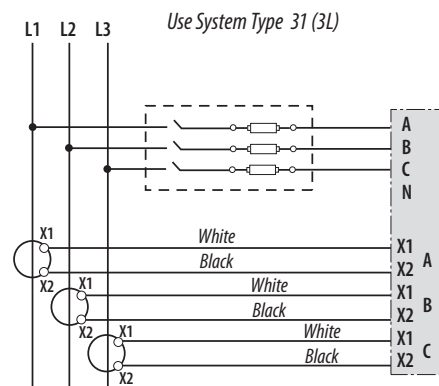 Use System Type 31 (3L)
L1 L2 L3
A
B
C
N
X1 White X1
Black X2 A
X2 X1 White X1
Black X2 B
X2 X1 White X1
Black X2 C
X2